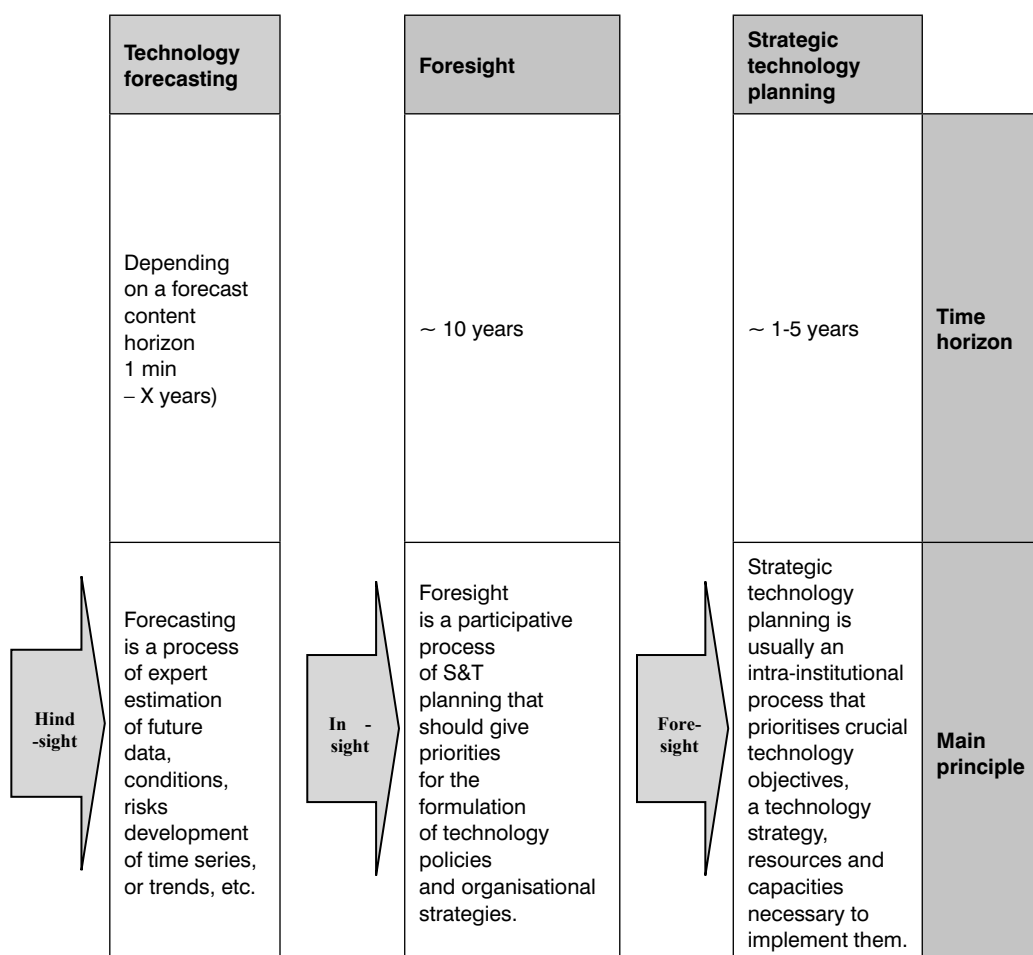 Technology
forecasting
Foresight
Strategic
technology
planning
Depending
on a forecast
content
horizon
1 min
– X years)
~ 10 years
~ 1-5 years
Time
horizon
Hind
-sight
Forecasting
is a process
of expert
estimation
of future
data,
conditions,
risks
development
of time series,
or trends, etc.
In -
sight
Foresight
is a participative
process
of S&T
planning that
should give
priorities
for the
formulation
of technology
policies
and organisational
strategies.
Fore-
sight
Strategic
technology
planning is
usually an
intra-institutional
process that
prioritises crucial
technology
objectives,
a technology
strategy,
resources and
capacities
necessary to
implement them.
Main
principle